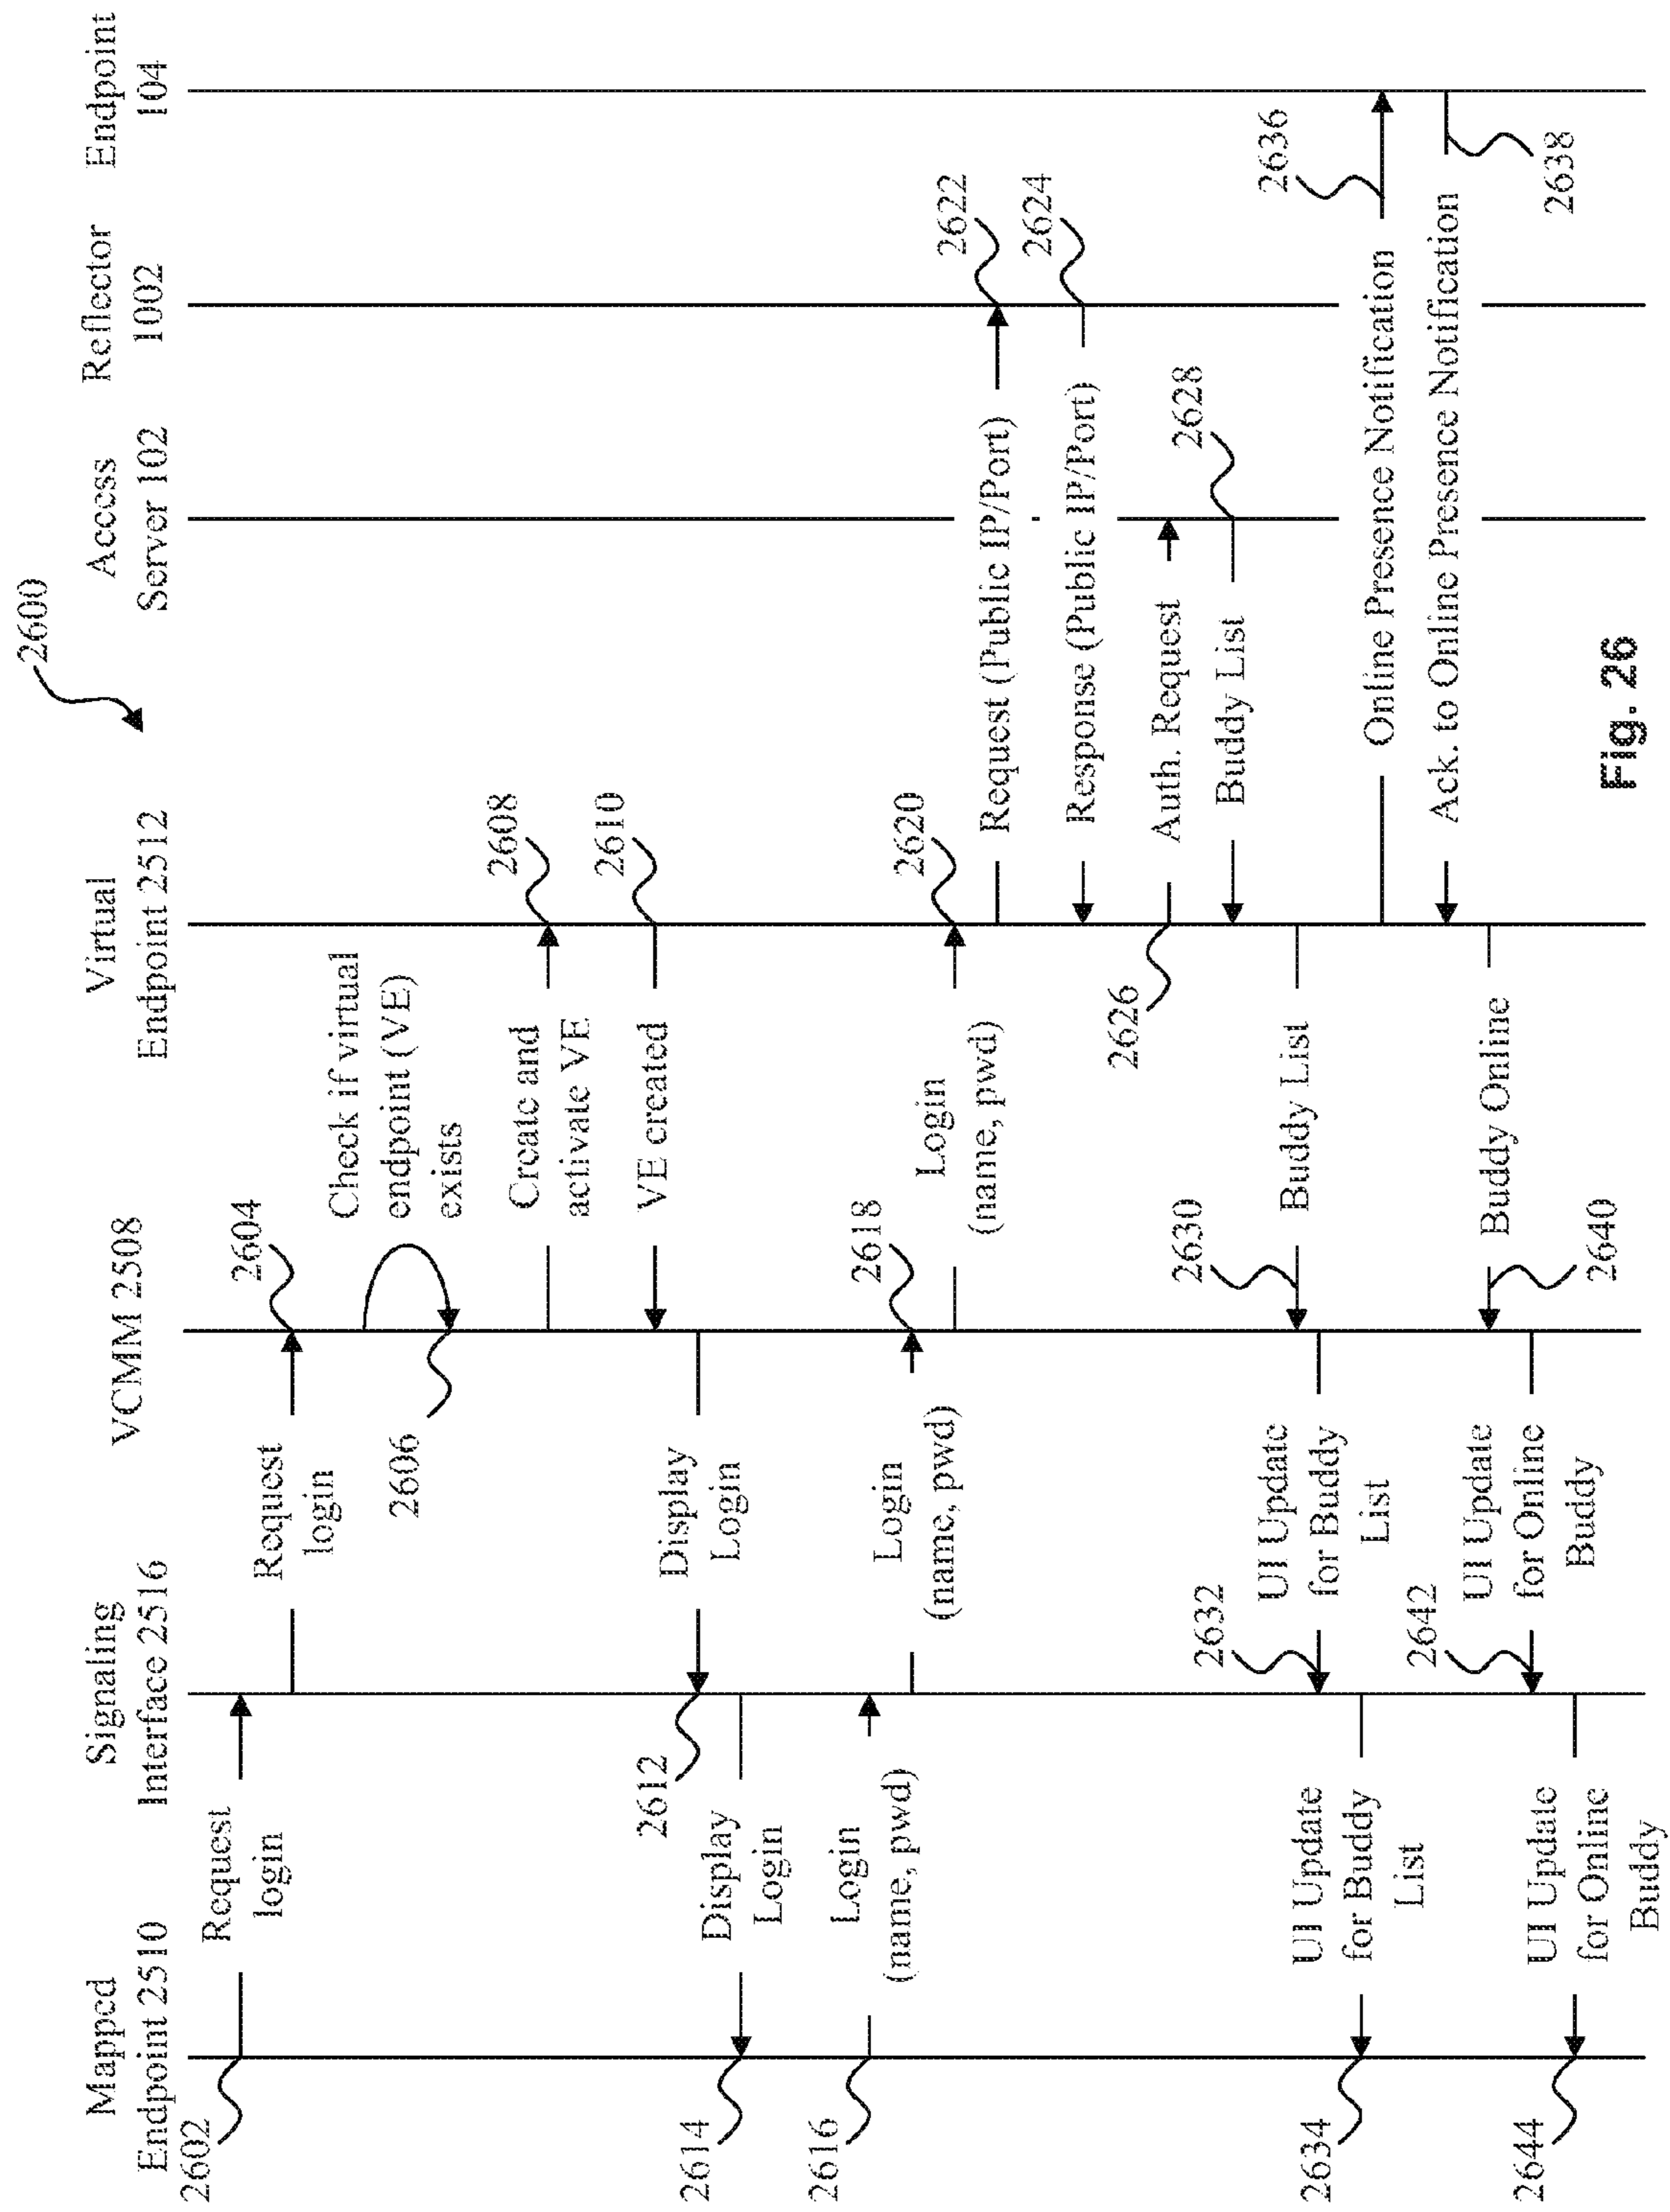 2600
Mapped
Endpoint 2510
Signaling
Interface 2516
VCMM 2508
Virtual
Endpoint 2512
Access
Server 102
Reflector
1002
Endpoint
104
2602
Request
login
Request
login
2604
Check if virtual
endpoint (VE)
exists
2606
Create and
activate VE
2608
VE created
2610
Display
Login
2612
Display
Login
2614
Login
(name, pwd)
2616
Login
(name, pwd)
2618
Login
(name, pwd)
2620
Request (Public IP/Port)
2622
Response (Public IP/Port)
2624
Auth. Request
2626
Buddy List
2628
Buddy List
2630
UI Update
for Buddy
List
2632
UI Update
for Buddy
List
2634
Online Presence Notification
2636
Ack. to Online Presence Notification
2638
Buddy Online
2640
UI Update
for Online
Buddy
2642
UI Update
for Online
Buddy
2644
Fig. 26